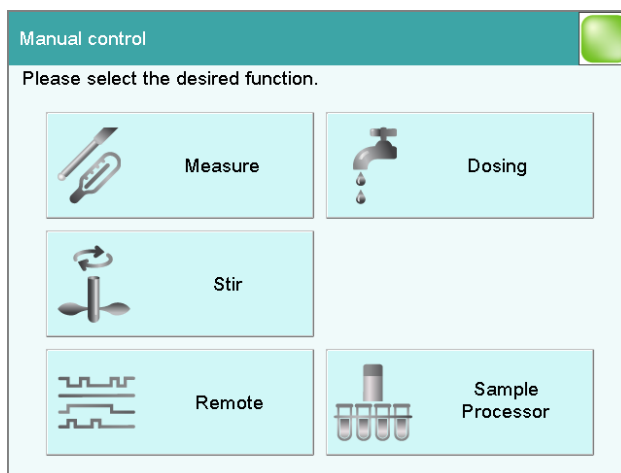 Manual control
Please select the desired function.
Measure
Dosing
Stir
Remote
Sample
Processor